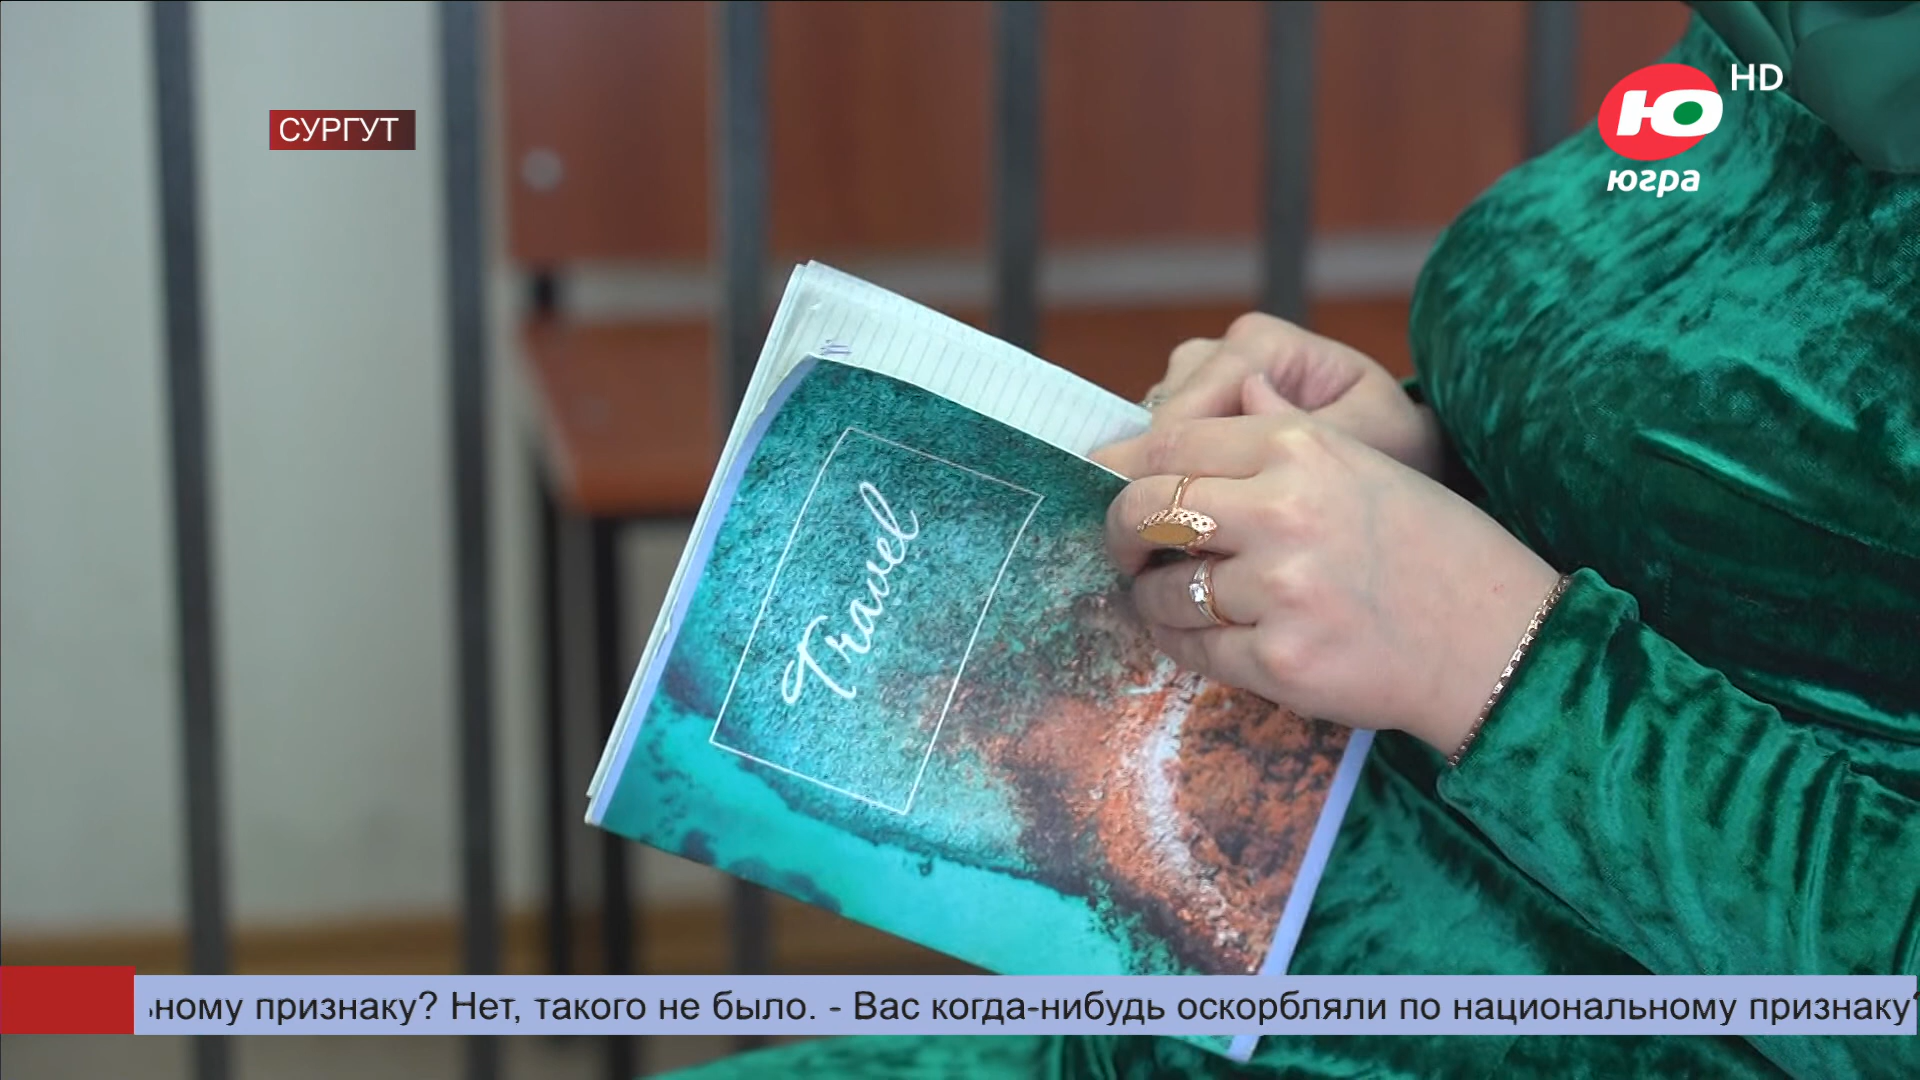 СУРГУТ
HD
Ю
югра
Travel
ному признаку? Нет, такого не было. - Вас когда-нибудь оскорбляли по национальному признаку?